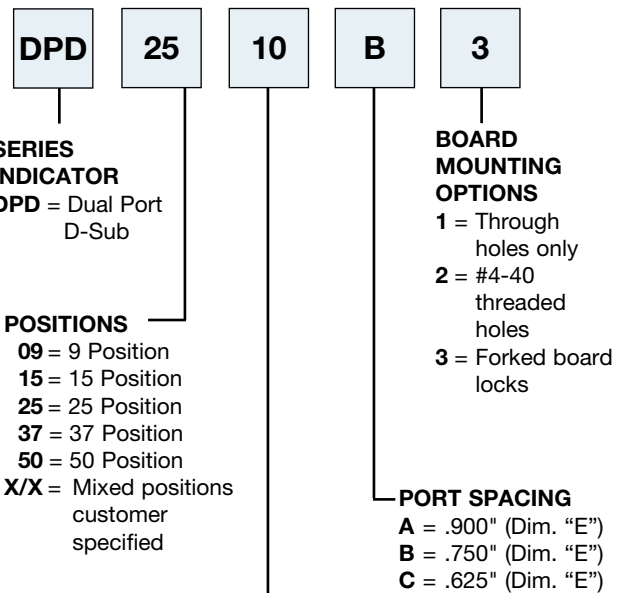 DPD 25 10 B 3
SERIES
INDICATOR
DPD = Dual Port
D-Sub
BOARD
MOUNTING
OPTIONS
1 = Through
holes only
2 = #4-40
threaded
holes
3 = Forked board
locks
POSITIONS
09 = 9 Position
15 = 15 Position
25 = 25 Position
37 = 37 Position
50 = 50 Position
X/X = Mixed positions
customer
specified
PORT SPACING
A = .900" (Dim. “E”)
B = .750" (Dim. “E”)
C = .625" (Dim. “E”)